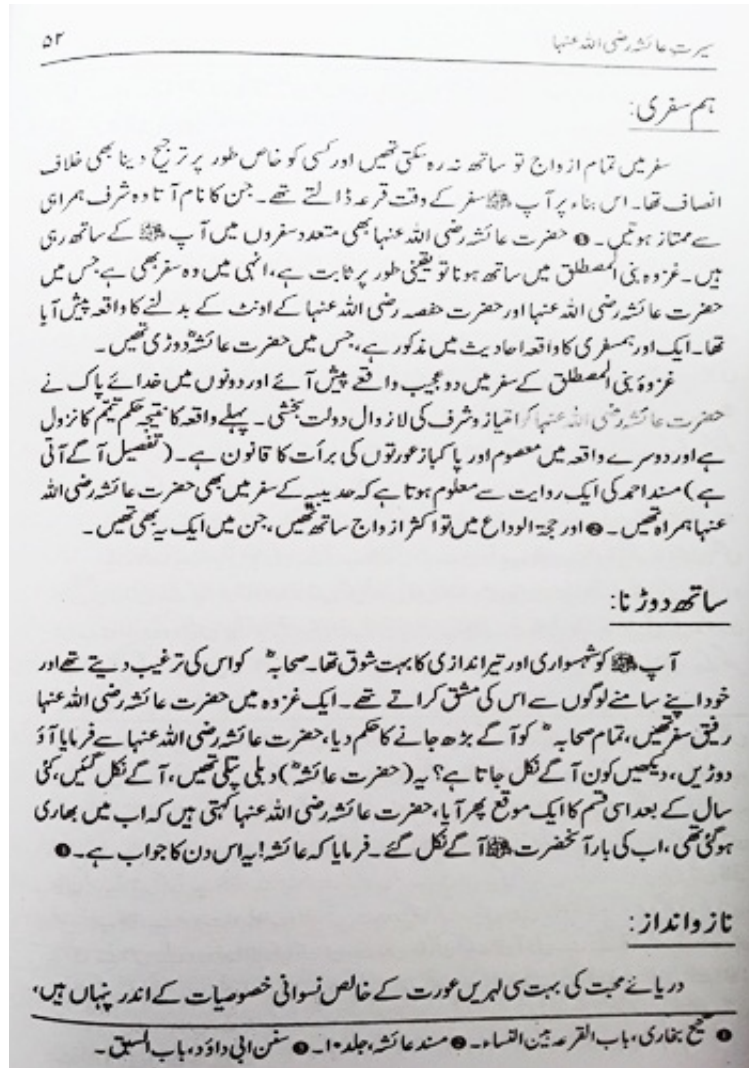 سیرتِ عائشہ رضی اللہ عنہا ۵۲
ہم سفری:
سفر میں تمام ازواج تو ساتھ نہ رہ سکتی تھیں اور کسی کو خاص طور پر ترجیح دینا بھی خلاف
انصاف تھا۔ اس بناء پر آپ ﷺ سفر کے وقت قرعہ ڈالتے تھے۔ جن کا نام آتا وہ شرف ہمراہی
سے ممتاز ہوتیں۔ ❶ حضرت عائشہ رضی اللہ عنہا بھی متعدد سفروں میں آپ ﷺ کے ساتھ رہی
ہیں۔ غزوہ بنی المصطلق میں ساتھ ہونا تو یقینی طور پر ثابت ہے، انہی میں وہ سفر بھی ہے جس میں
حضرت عائشہ رضی اللہ عنہا اور حضرت حفصہ رضی اللہ عنہا کے اونٹ کے بدلنے کا واقعہ پیش آیا
تھا۔ ایک اور ہمسفری کا واقعہ احادیث میں مذکور ہے، جس میں حضرت عائشہؓ دوڑی تھیں۔
غزوۂ بنی المصطلق کے سفر میں دو عجیب واقعے پیش آئے اور دونوں میں خدائے پاک نے
حضرت عائشہ رضی اللہ عنہا کو امتیاز و شرف کی لازوال دولت بخشی۔ پہلے واقعہ کا نتیجہ حکم تیمّم کا نزول
ہے اور دوسرے واقعہ میں معصوم اور پاکباز عورتوں کی برأت کا قانون ہے۔ (تفصیل آگے آتی
ہے) مسند احمد کی ایک روایت سے معلوم ہوتا ہے کہ حدیبیہ کے سفر میں بھی حضرت عائشہ رضی اللہ
عنہا ہمراہ تھیں۔ ❷ اور حجۃ الوداع میں تو اکثر ازواج ساتھ تھیں، جن میں ایک یہ بھی تھیں۔
ساتھ دوڑنا:
آپ ﷺ کو شہسواری اور تیر اندازی کا بہت شوق تھا۔ صحابہؓ کو اس کی ترغیب دیتے تھے اور
خود اپنے سامنے لوگوں سے اس کی مشق کراتے تھے۔ ایک غزوہ میں حضرت عائشہ رضی اللہ عنہا
رفیق سفر تھیں، تمام صحابہؓ کو آگے بڑھ جانے کا حکم دیا، حضرت عائشہ رضی اللہ عنہا سے فرمایا آؤ
دوڑیں، دیکھیں کون آگے نکل جاتا ہے؟ یہ (حضرت عائشہؓ) دبلی پتلی تھیں، آگے نکل گئیں، کئی
سال کے بعد اسی قسم کا ایک موقع پھر آیا، حضرت عائشہ رضی اللہ عنہا کہتی ہیں کہ اب میں بھاری
ہوگئی تھی، اب کی بار آنحضرت ﷺ آگے نکل گئے۔ فرمایا کہ عائشہ! یہ اس دن کا جواب ہے۔ ❸
ناز و انداز:
دریائے محبت کی بہت سی لہریں عورت کے خالص نسوانی خصوصیات کے اندر پنہاں ہیں،
❶ صحیح بخاری، باب القرعہ بین النساء۔ ❷ مسند عائشہ، جلد ۱۰۔ ❸ سنن ابی داؤد، باب السبق۔